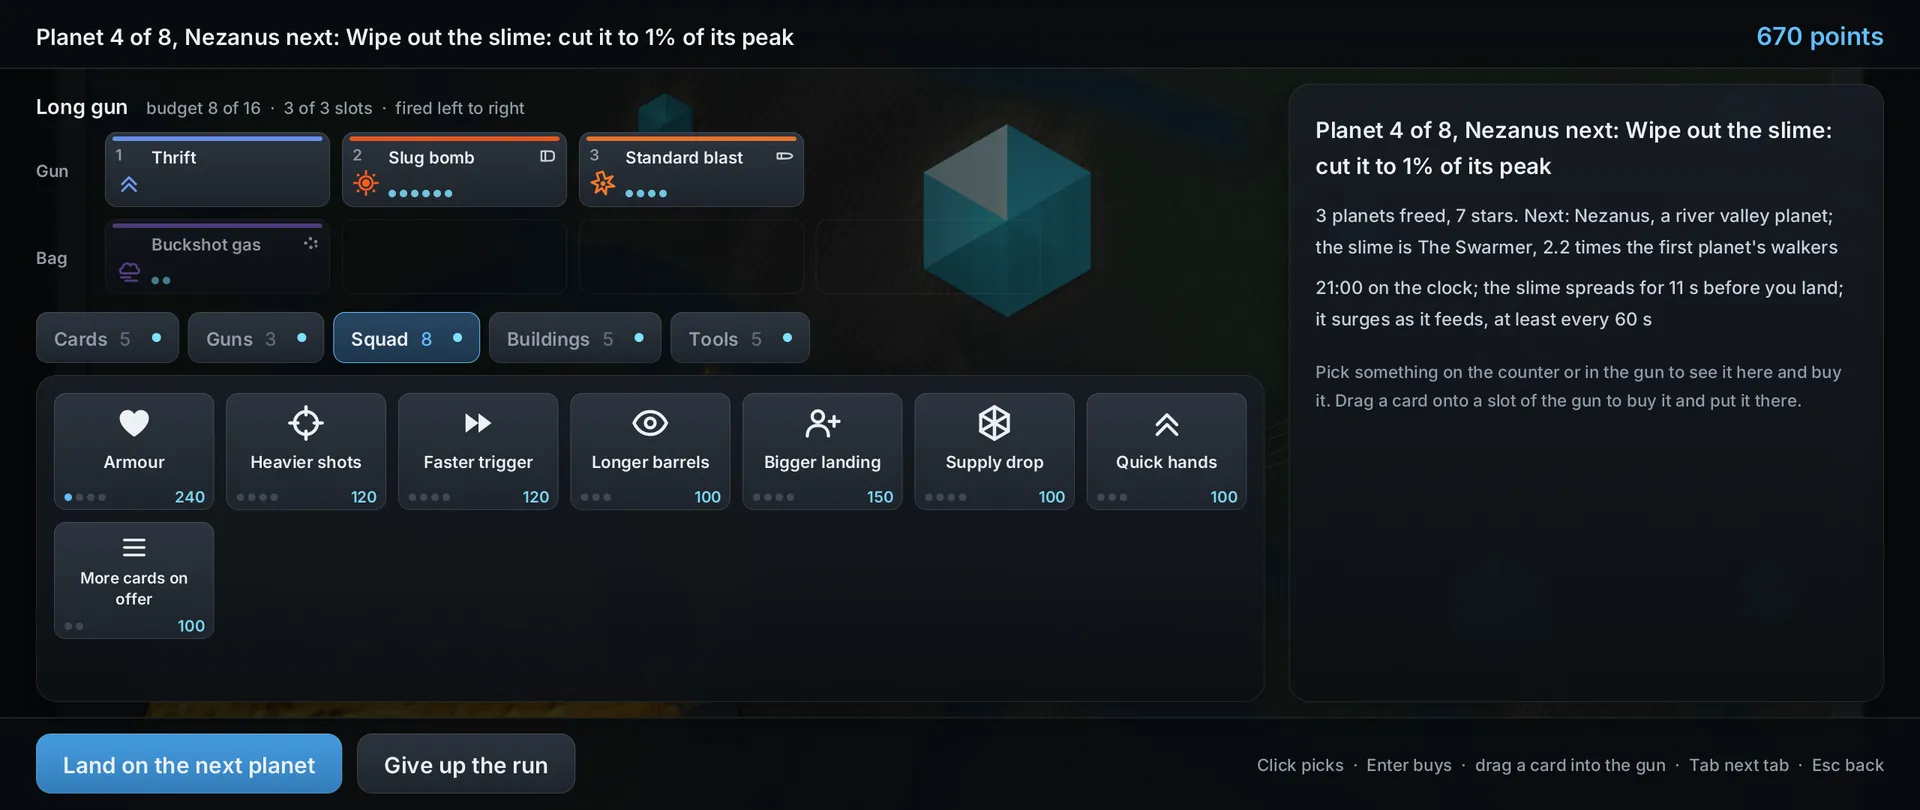 Planet 4 of 8, Nezanus next: Wipe out the slime: cut it to 1% of its peak
670 points
Long gun budget 8 of 16 · 3 of 3 slots · fired left to right
Gun
1 Thrift
2 Slug bomb
3 Standard blast
Bag
Buckshot gas
Cards 5
Guns 3
Squad 8
Buildings 5
Tools 5
Armour
240
Heavier shots
120
Faster trigger
120
Longer barrels
100
Bigger landing
150
Supply drop
100
Quick hands
100
More cards on
offer
100
Planet 4 of 8, Nezanus next: Wipe out the slime:
cut it to 1% of its peak
3 planets freed, 7 stars. Next: Nezanus, a river valley planet;
the slime is The Swarmer, 2.2 times the first planet's walkers
21:00 on the clock; the slime spreads for 11 s before you land;
it surges as it feeds, at least every 60 s
Pick something on the counter or in the gun to see it here and buy
it. Drag a card onto a slot of the gun to buy it and put it there.
Land on the next planet
Give up the run
Click picks · Enter buys · drag a card into the gun · Tab next tab · Esc back